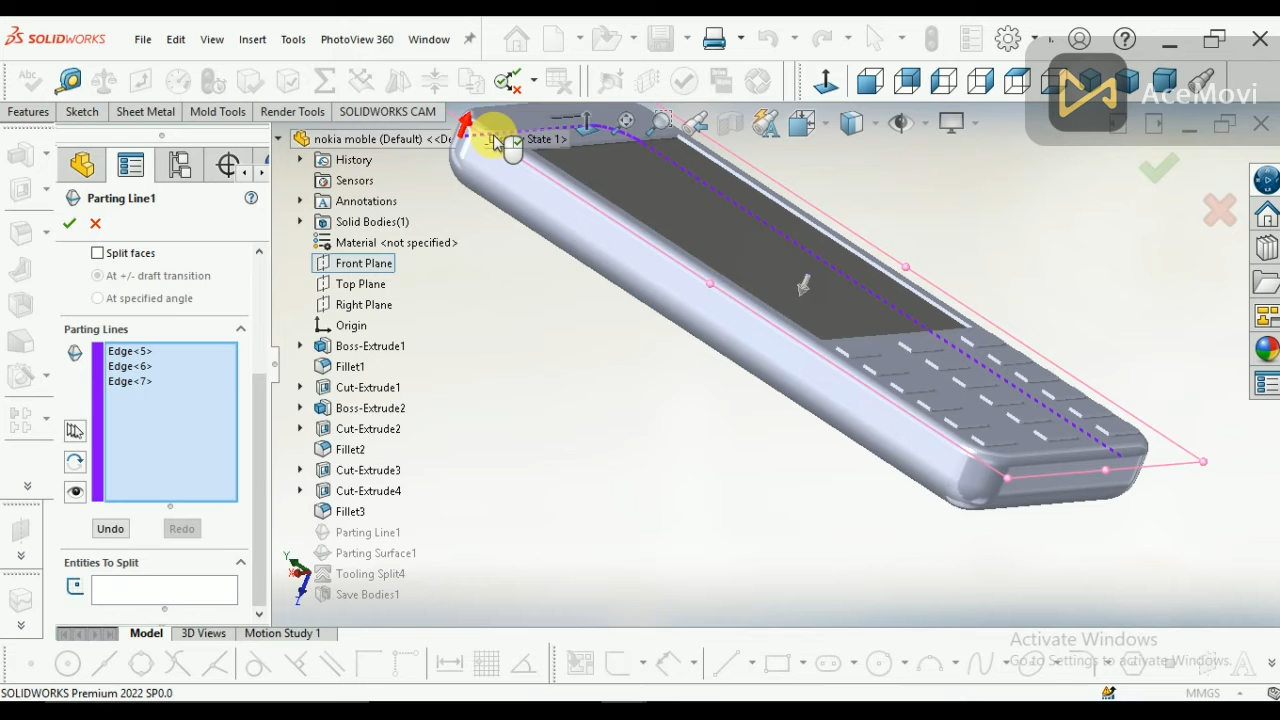 SOLIDWORKS
File
Edit
View
Insert
Tools
PhotoView 360
Window
AceMovi
Features
Sketch
Sheet Metal
Mold Tools
Render Tools
SOLIDWORKS CAM
nokia moble (Default) <<De
State 1>
Parting Line1
Split faces
At +/- draft transition
At specified angle
Parting Lines
Edge<5>
Edge<6>
Edge<7>
Undo
Redo
Entities To Split
History
Sensors
Annotations
Solid Bodies(1)
Material <not specified>
Front Plane
Top Plane
Right Plane
Origin
Boss-Extrude1
Fillet1
Cut-Extrude1
Boss-Extrude2
Cut-Extrude2
Fillet2
Cut-Extrude3
Cut-Extrude4
Fillet3
Parting Line1
Parting Surface1
Tooling Split4
Save Bodies1
Y
X
Z
Model
3D Views
Motion Study 1
Activate Windows
Go to Settings to activate Windows.
SOLIDWORKS Premium 2022 SP0.0
MMGS